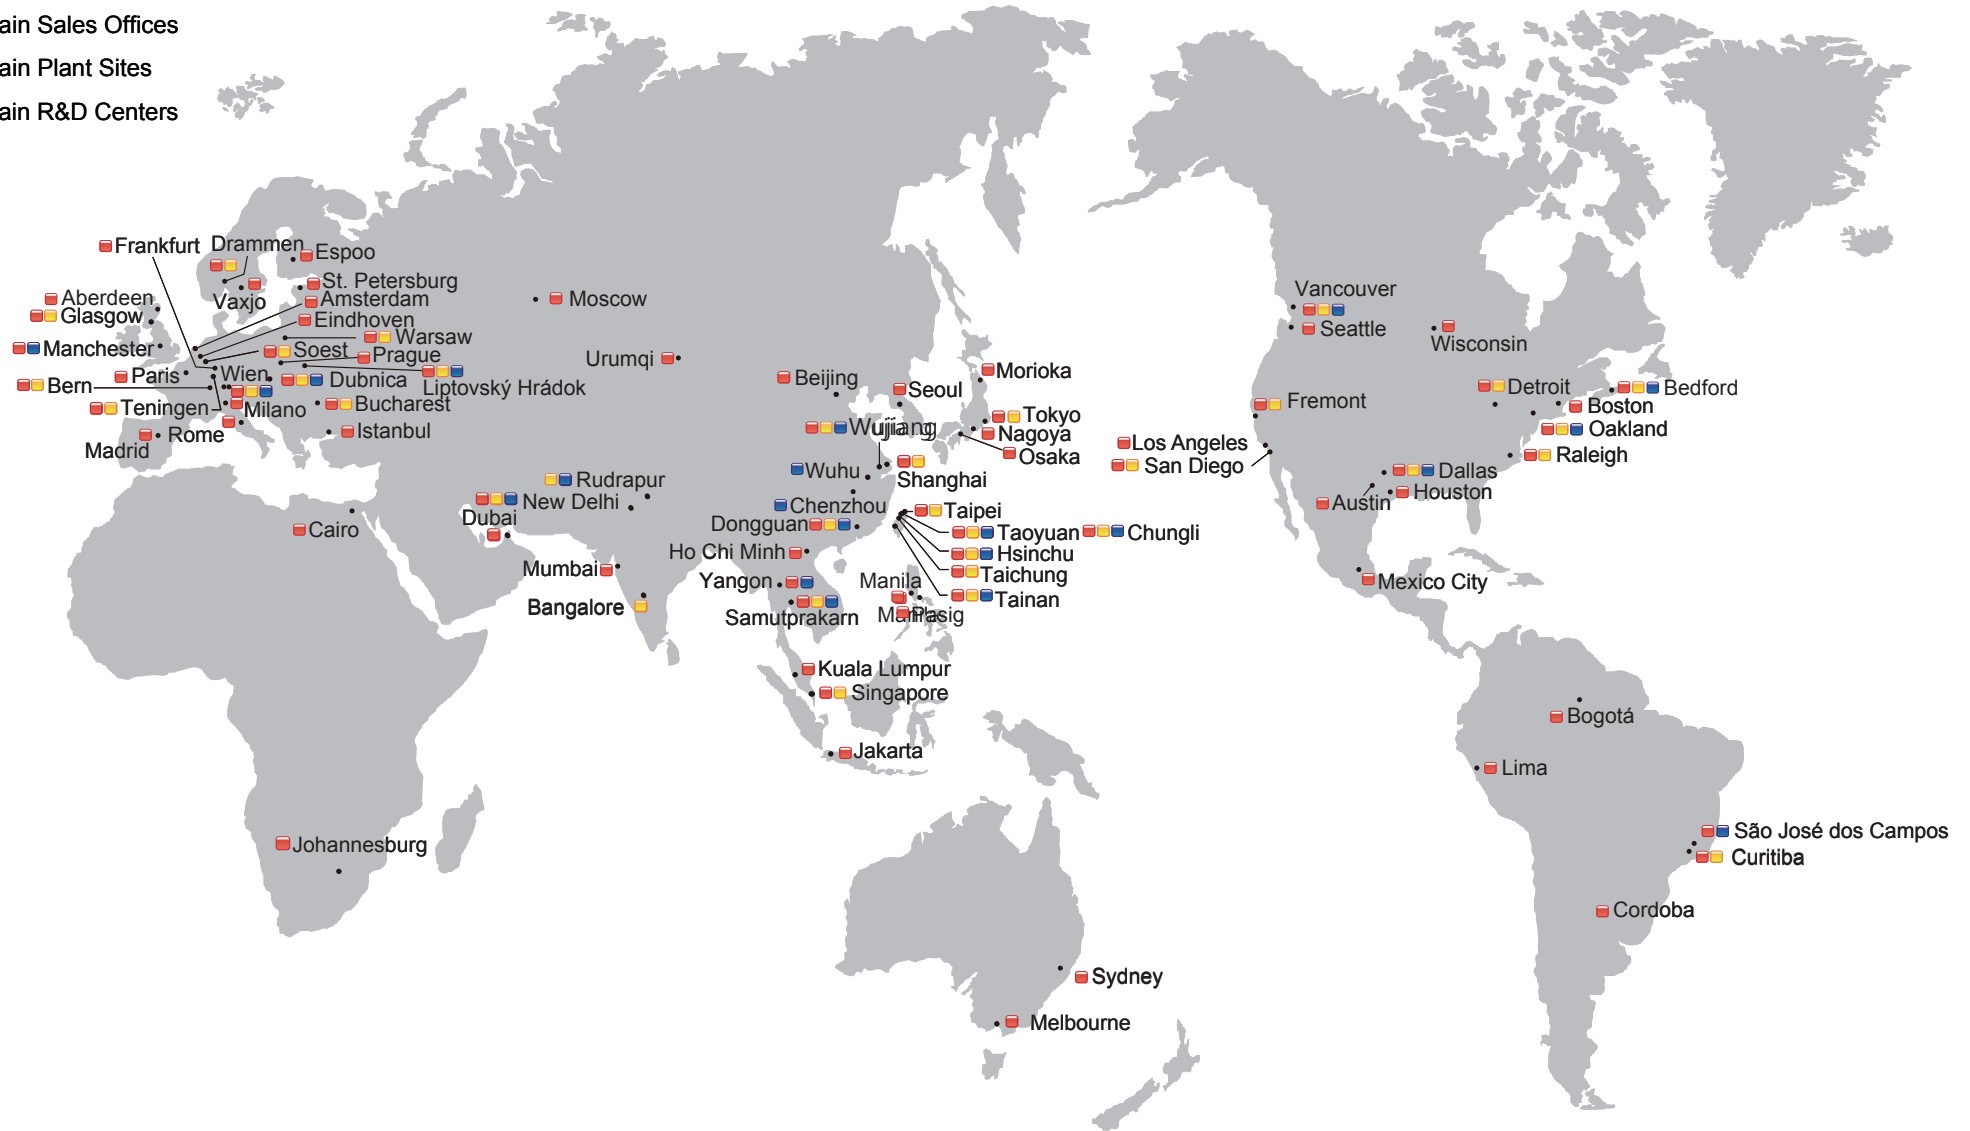 ain Sales Offices
ain Plant Sites
ain R&D Centers
Frankfurt
Drammen
Espoo
St. Petersburg
Aberdeen
Vaxjo
Amsterdam
Moscow
Glasgow
Eindhoven
Warsaw
Manchester
Soest
Prague
Urumqi
Paris
Wien
Dubnica
Liptovský Hrádok
Bern
Teningen
Milano
Bucharest
Rome
Istanbul
Madrid
Beijing
Seoul
Morioka
Tokyo
Nagoya
Osaka
Wujiang
Wuhu
Shanghai
Rudrapur
New Delhi
Dubai
Chenzhou
Dongguan
Taipei
Taoyuan
Chungli
Hsinchu
Taichung
Tainan
Cairo
Mumbai
Bangalore
Ho Chi Minh
Yangon
Samutprakarn
Manila
Manila
Pasig
Kuala Lumpur
Singapore
Jakarta
Johannesburg
Sydney
Melbourne
Vancouver
Seattle
Wisconsin
Fremont
Detroit
Bedford
Boston
Oakland
Los Angeles
San Diego
Raleigh
Dallas
Austin
Houston
Mexico City
Bogotá
Lima
São José dos Campos
Curitiba
Cordoba